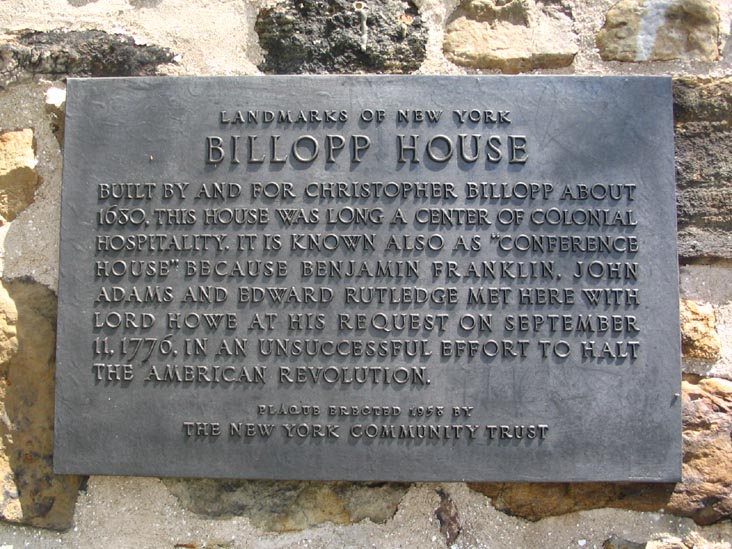 LANDMARKS OF NEW YORK
BILLOPP HOUSE
BUILT BY AND FOR CHRISTOPHER BILLOPP ABOUT
1680, THIS HOUSE WAS LONG A CENTER OF COLONIAL
HOSPITALITY. IT IS KNOWN ALSO AS "CONFERENCE
HOUSE" BECAUSE BENJAMIN FRANKLIN, JOHN
ADAMS AND EDWARD RUTLEDGE MET HERE WITH
LORD HOWE AT HIS REQUEST ON SEPTEMBER
11, 1776, IN AN UNSUCCESSFUL EFFORT TO HALT
THE AMERICAN REVOLUTION.
PLAQUE ERECTED 1958 BY
THE NEW YORK COMMUNITY TRUST